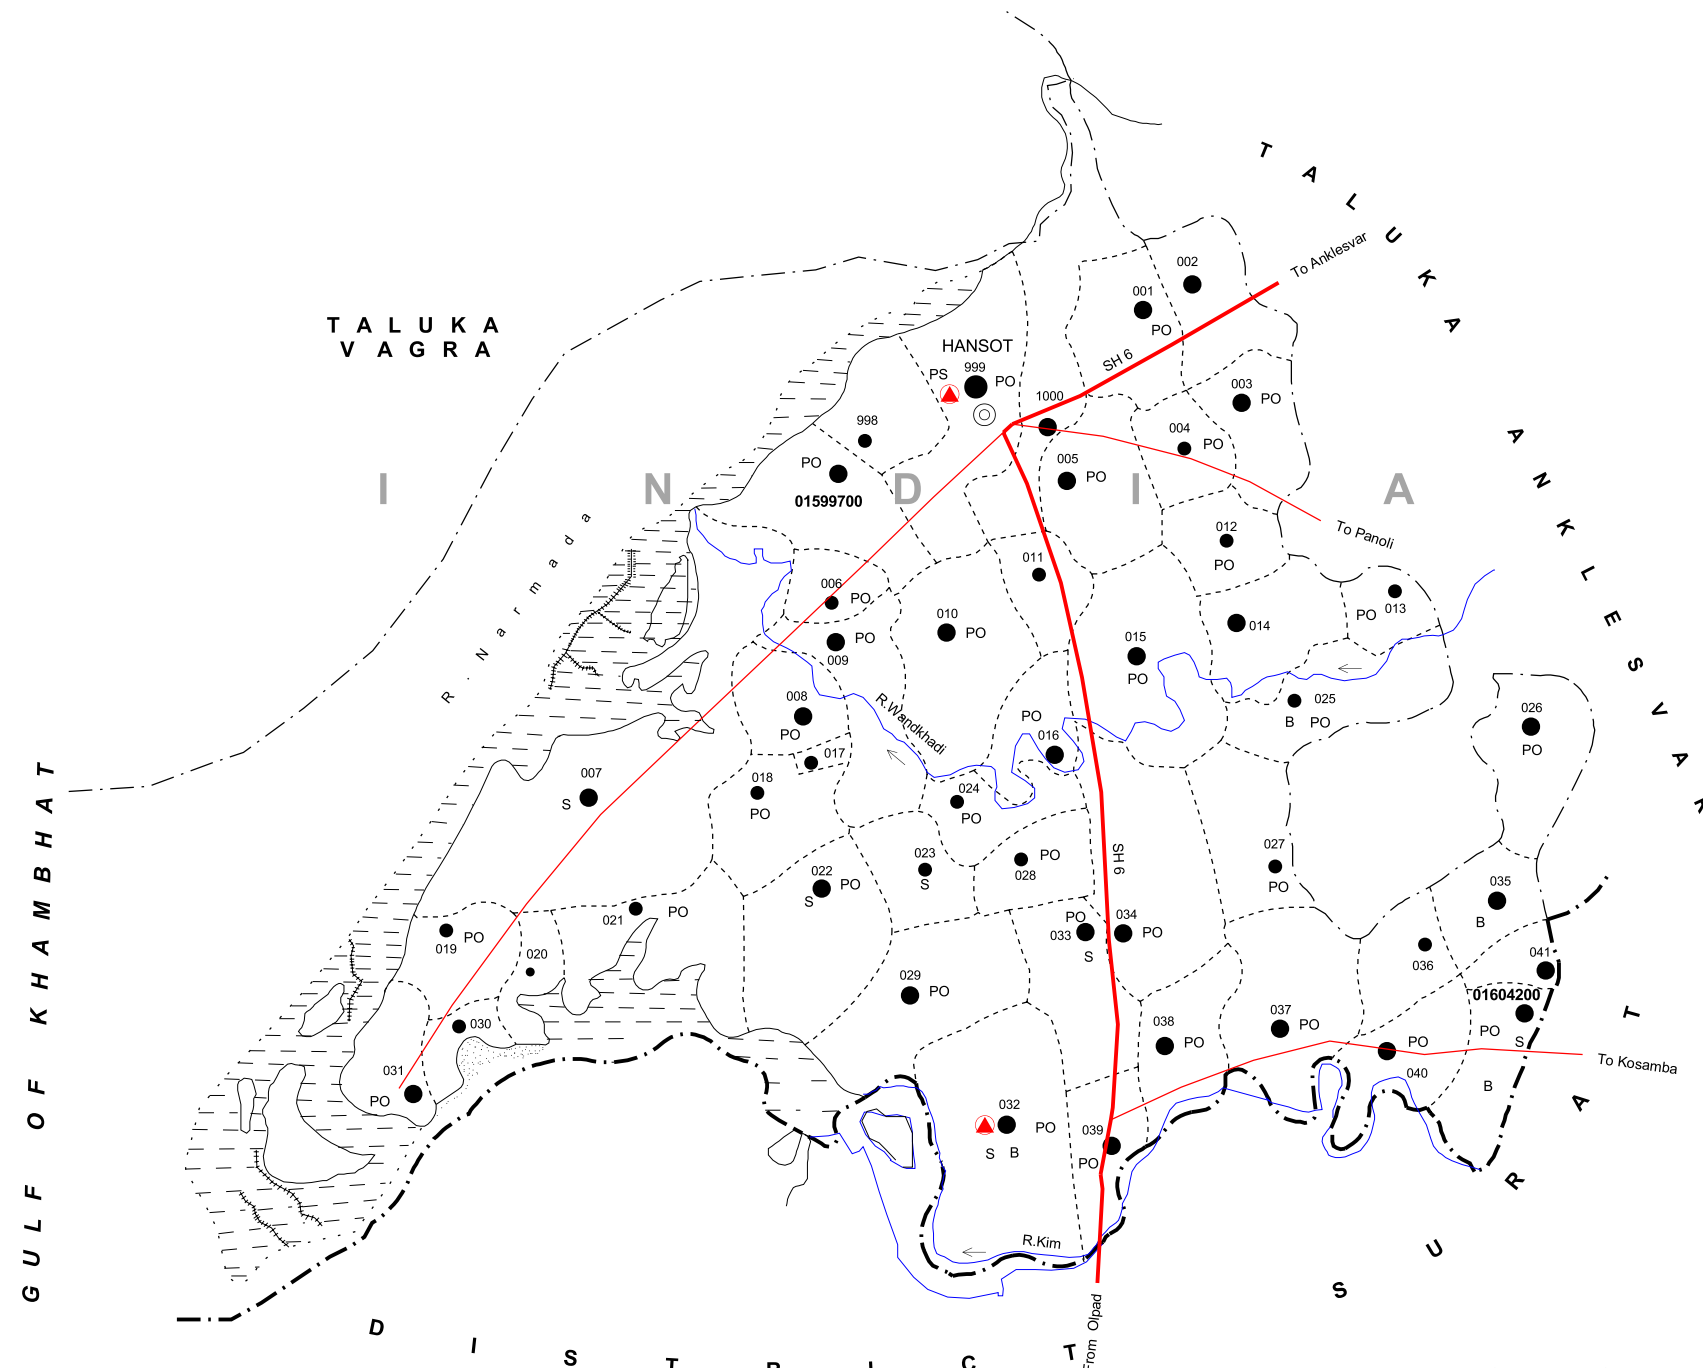 TALUKA
VAGRA
TALUKA ANKLESVAR
To Anklesvar
002
001
PO
SH 6
HANSOT
PS
999
PO
1000
003
PO
998
004
PO
PO
01599700
005
PO
INDIA
To Panoli
012
PO
011
013
PO
R. Narmada
006
PO
009
PO
010
PO
014
015
PO
008
PO
R.Wandkhadi
PO
016
025
B PO
026
PO
017
007
S
018
PO
024
PO
SH 6
023
S
028
PO
027
PO
022
PO
S
021
PO
035
B
019
PO
020
PO
033
S
034
PO
036
041
029
PO
01604200
PO S
030
037
PO
038
PO
PO
040
To Kosamba
B
031
PO
032
PO
S B
039
PO
R.Kim
From Olpad
GULF OF KHAMBHAT
DISTRICT
SURAT